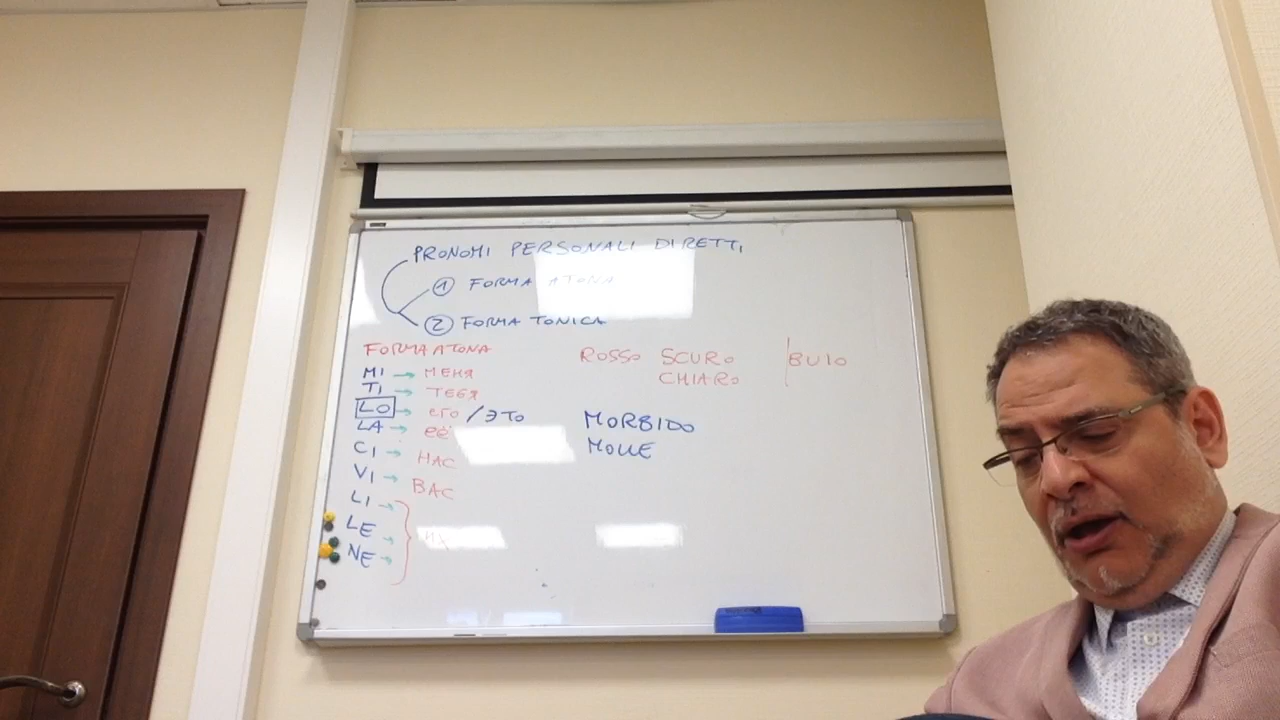 PRONOMI PERSONALI DIRETTI
1 FORMA ATONA
2 FORMA TONICA
FORMA ATONA
MI → МЕНЯ
TI → ТЕБЯ
LO → его / ЭТО
LA → её
CI → НАС
VI → ВАС
LI →
LE →
NE →
их
ROSSO SCURO
CHIARO
BUIO
MORBIDO
MOLLE